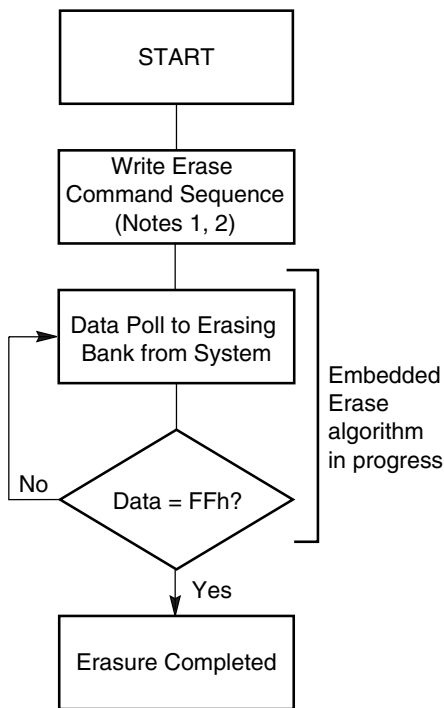 START
Write Erase
Command Sequence
(Notes 1, 2)
Data Poll to Erasing
Bank from System
Embedded
Erase
algorithm
in progress
No
Data = FFh?
Yes
Erasure Completed